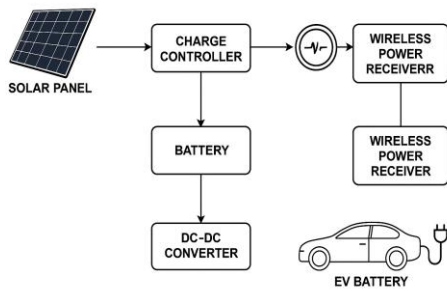 SOLAR PANEL
CHARGE
CONTROLLER
WIRELESS
POWER
RECEIVERR
BATTERY
WIRELESS
POWER
RECEIVER
DC-DC
CONVERTER
EV BATTERY